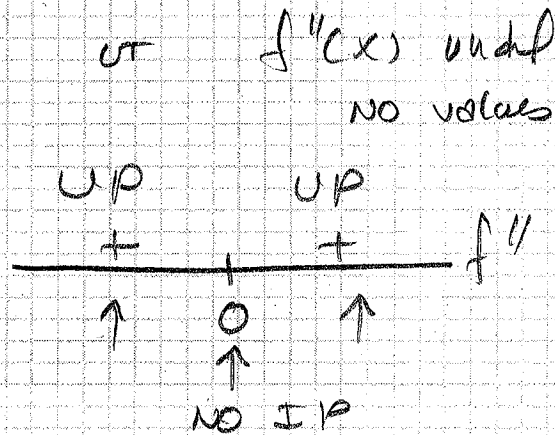 or f''(x) undf
NO values
UP UP
+ + f''
↑ 0 ↑
↑
NO IP